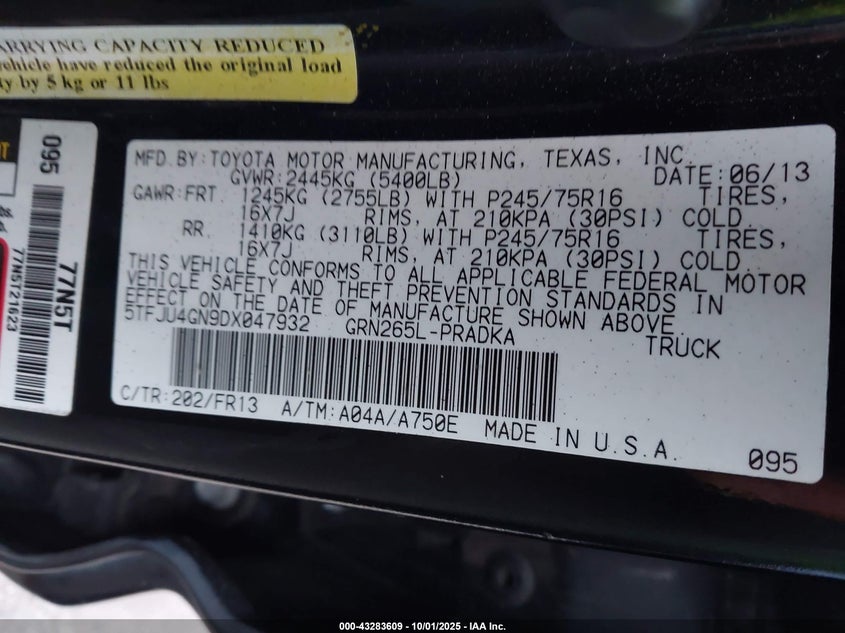 ARRYING CAPACITY REDUCED
vehicle have reduced the original load
ty by 5 kg or 11 lbs
095
77N5T
77N5T21623
MFD.BY:TOYOTA MOTOR MANUFACTURING, TEXAS, INC.
DATE:06/13
GVWR:2445KG (5400LB)
GAWR:FRT 1245KG (2755LB) WITH P245/75R16 TIRES,
16X7J RIMS, AT 210KPA (30PSI) COLD.
RR. 1410KG (3110LB) WITH P245/75R16 TIRES,
16X7J RIMS, AT 210KPA (30PSI) COLD.
THIS VEHICLE CONFORMS TO ALL APPLICABLE FEDERAL MOTOR
VEHICLE SAFETY AND THEFT PREVENTION STANDARDS IN
EFFECT ON THE DATE OF MANUFACTURE SHOWN ABOVE.
5TFJU4GN9DX047932 GRN265L-PRADKA TRUCK
C/TR:202/FR13 A/TM:A04A/A750E MADE IN U.S.A.
095
000-43283609 - 10/01/2025 - IAA Inc.